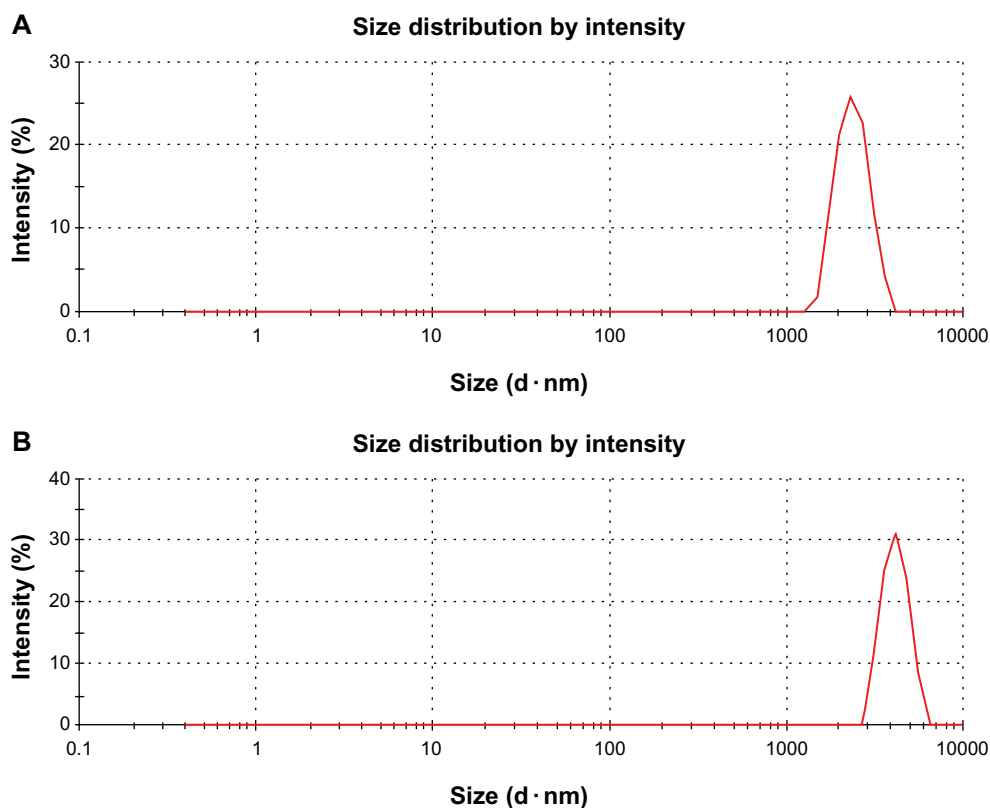 A
Size distribution by intensity
Intensity (%)
30
20
10
0
0.1 1 10 100 1000 10000
Size (d·nm)
B
Size distribution by intensity
Intensity (%)
40
30
20
10
0
0.1 1 10 100 1000 10000
Size (d·nm)